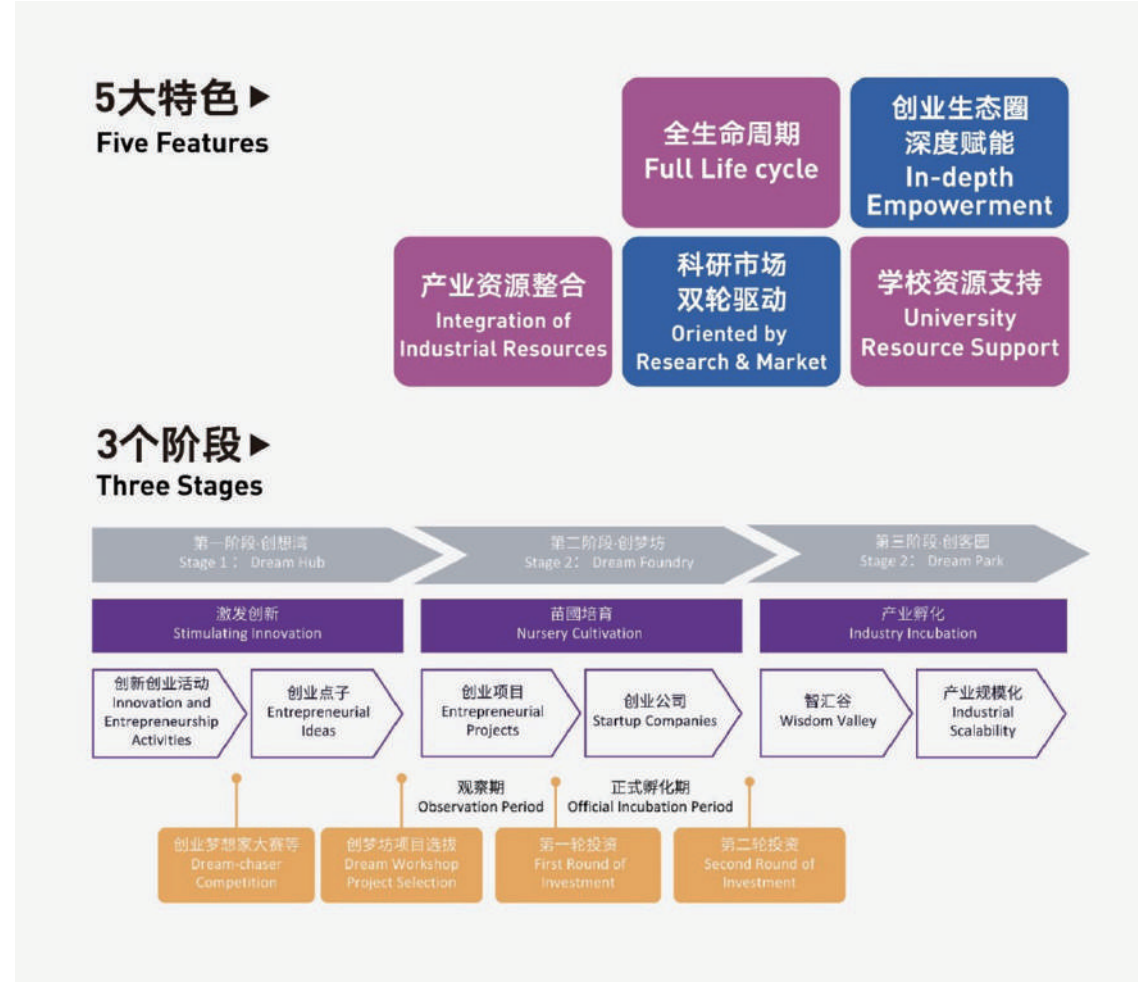 5大特色
Five Features
全生命周期
Full Life cycle
创业生态圈
深度赋能
In-depth
Empowerment
产业资源整合
Integration of
Industrial Resources
科研市场
双轮驱动
Oriented by
Research & Market
学校资源支持
University
Resource Support
3个阶段
Three Stages
第一阶段·创想湾
Stage 1： Dream Hub
第二阶段·创梦坊
Stage 2： Dream Foundry
第三阶段·创客园
Stage 2： Dream Park
激发创新
Stimulating Innovation
苗國培育
Nursery Cultivation
产业孵化
Industry Incubation
创新创业活动
Innovation and
Entrepreneurship
Activities
创业点子
Entrepreneurial
Ideas
创业项目
Entrepreneurial
Projects
创业公司
Startup Companies
智汇谷
Wisdom Valley
产业规模化
Industrial
Scalability
观察期
Observation Period
正式孵化期
Official Incubation Period
创业梦想家大赛等
Dream-chaser
Competition
创梦坊项目选拔
Dream Workshop
Project Selection
第一轮投资
First Round of
Investment
第二轮投资
Second Round of
Investment